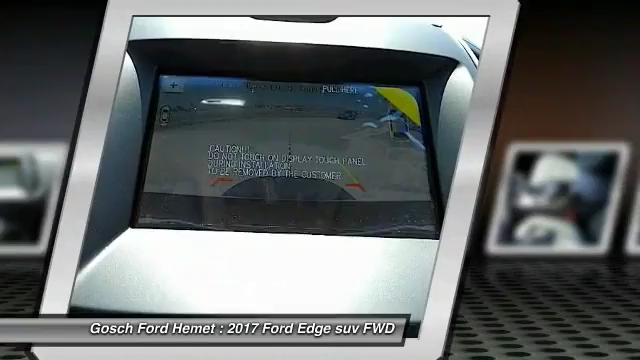 PULL HERE
CAUTION!!
DO NOT TOUCH ON DISPLAY TOUCH PANEL
DURING INSTALLATION.
TO BE REMOVED BY THE CUSTOMER.
Gosch Ford Hemet : 2017 Ford Edge suv FWD